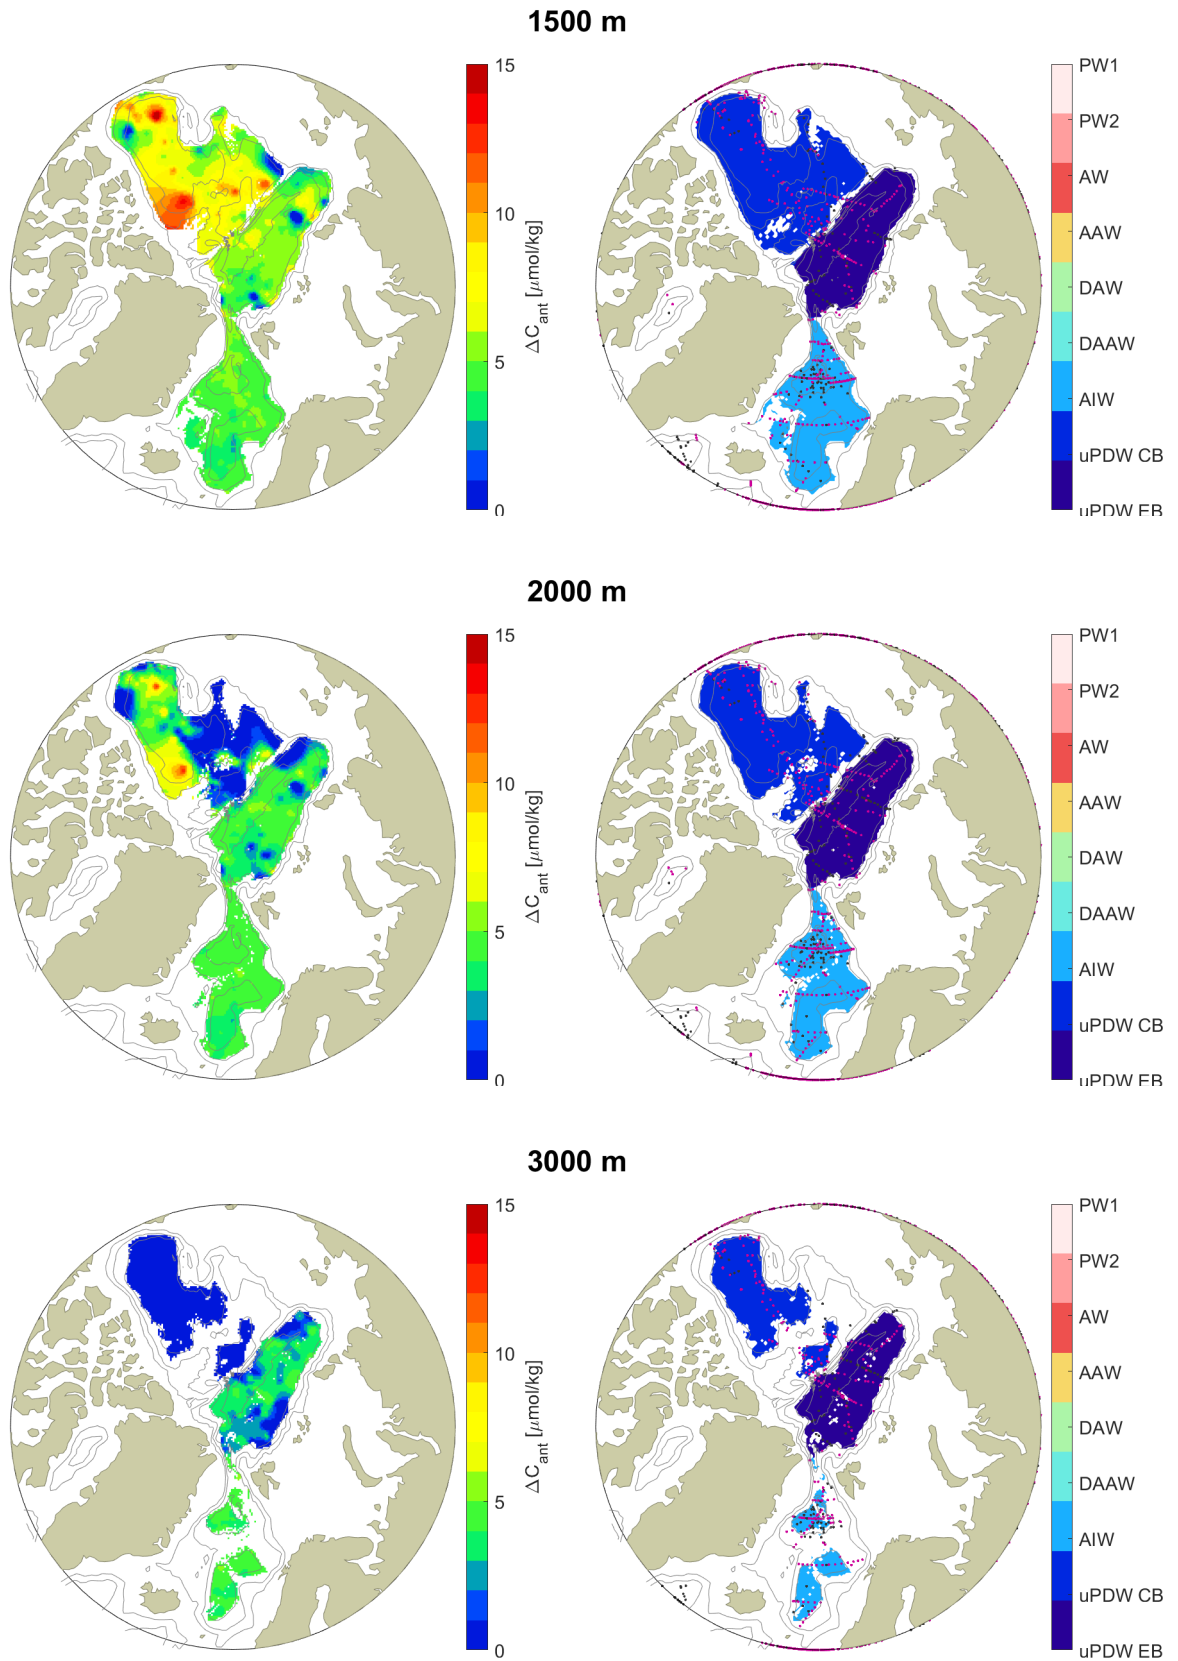 1500 m
15
10
5
0
ΔC_ant [μmol/kg]
PW1
PW2
AW
AAW
DAW
DAAW
AIW
uPDW CB
uPDW EB
2000 m
15
10
5
0
ΔC_ant [μmol/kg]
PW1
PW2
AW
AAW
DAW
DAAW
AIW
uPDW CB
uPDW EB
3000 m
15
10
5
0
ΔC_ant [μmol/kg]
PW1
PW2
AW
AAW
DAW
DAAW
AIW
uPDW CB
uPDW EB